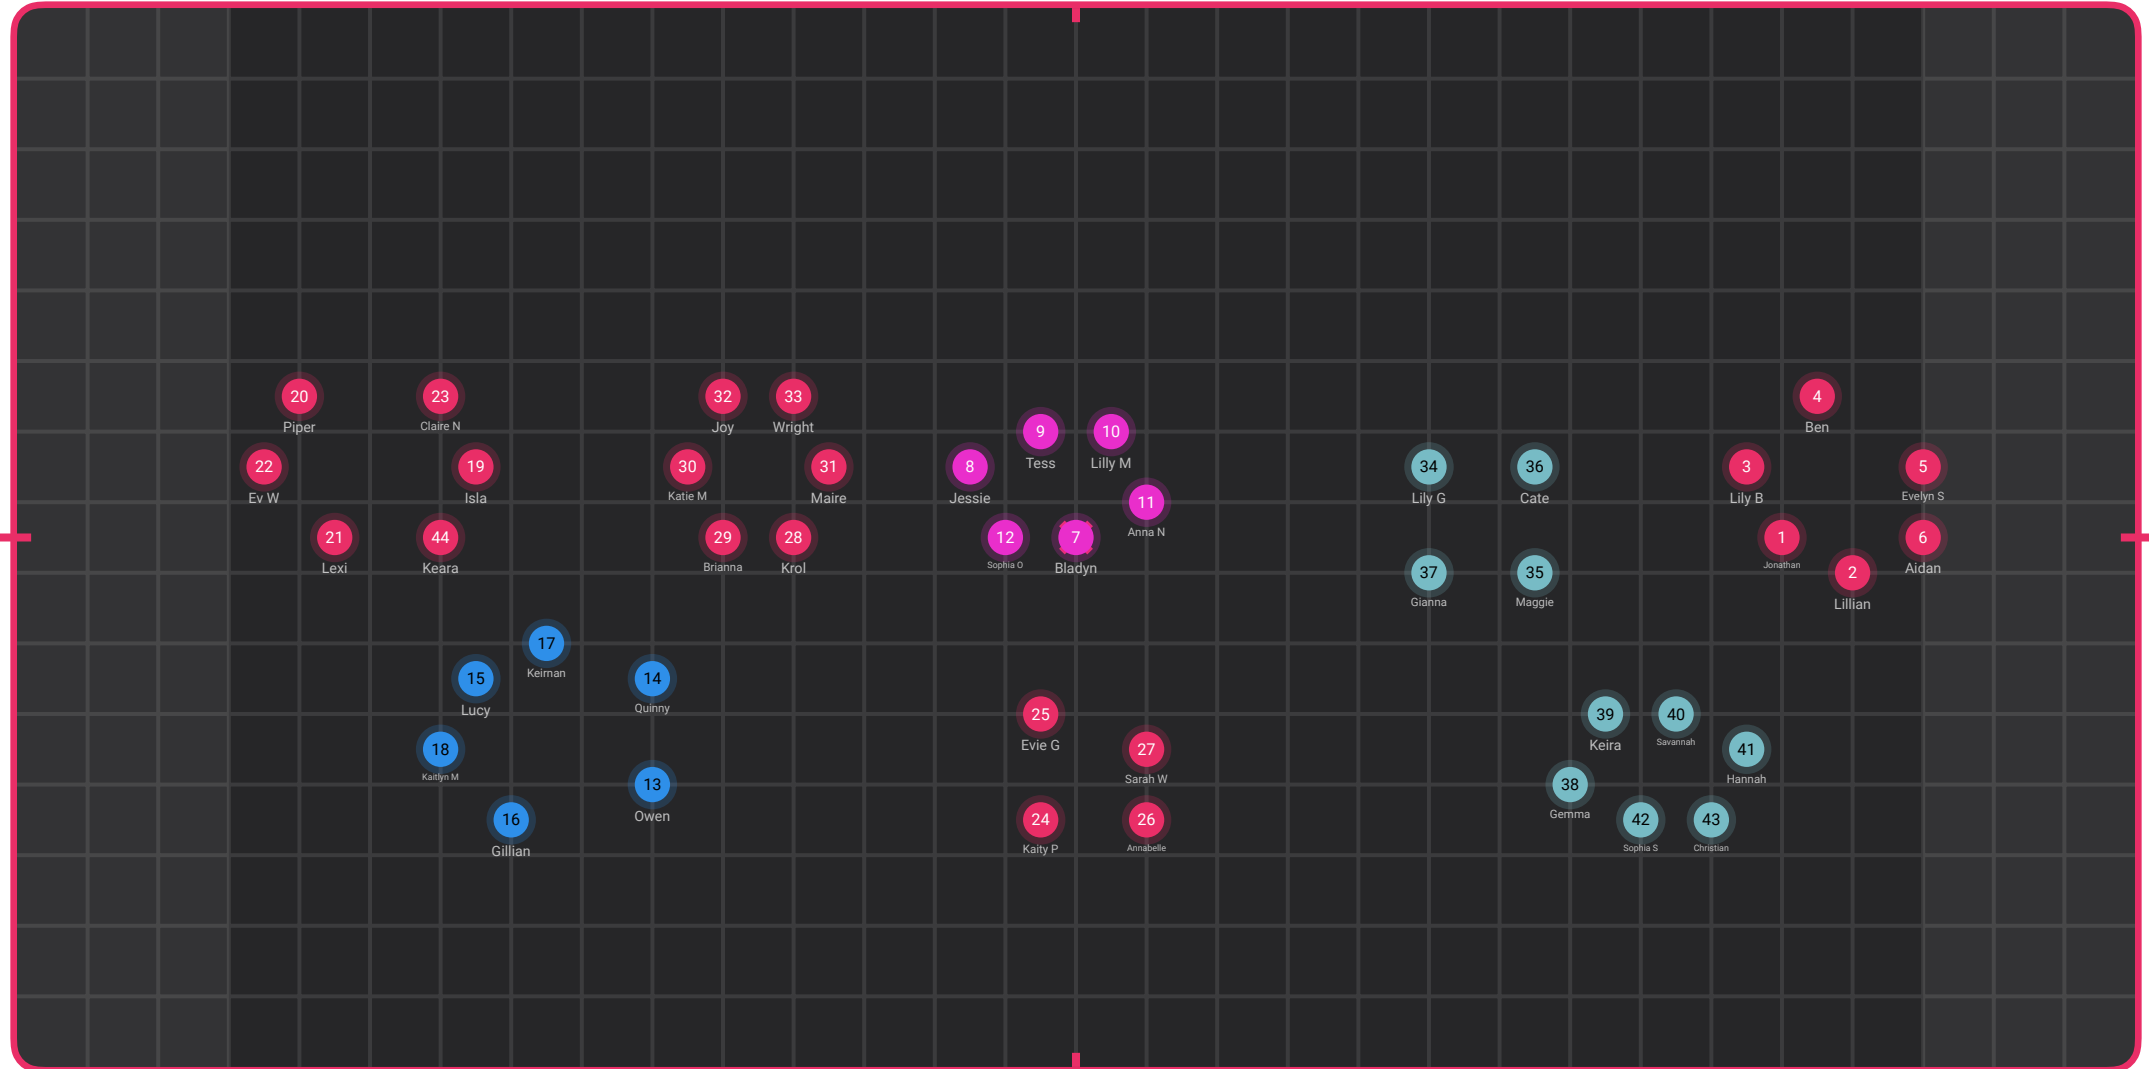 20
Piper
23
Claire N
32
Joy
33
Wright
4
Ben
9
Tess
10
Lilly M
22
Ev W
19
Isla
30
Katie M
31
Maire
8
Jessie
34
Lily G
36
Cate
3
Lily B
5
Evelyn S
11
Anna N
21
Lexi
44
Keara
29
Brianna
28
Krol
12
Sophia O
7
Bladyn
1
Jonathan
6
Aidan
37
Gianna
35
Maggie
2
Lillian
17
Keirnan
15
Lucy
14
Quinny
25
Evie G
39
Keira
40
Savannah
18
Kaitlyn M
27
Sarah W
41
Hannah
13
Owen
38
Gemma
16
Gillian
24
Kaity P
26
Annabelle
42
Sophia S
43
Christian